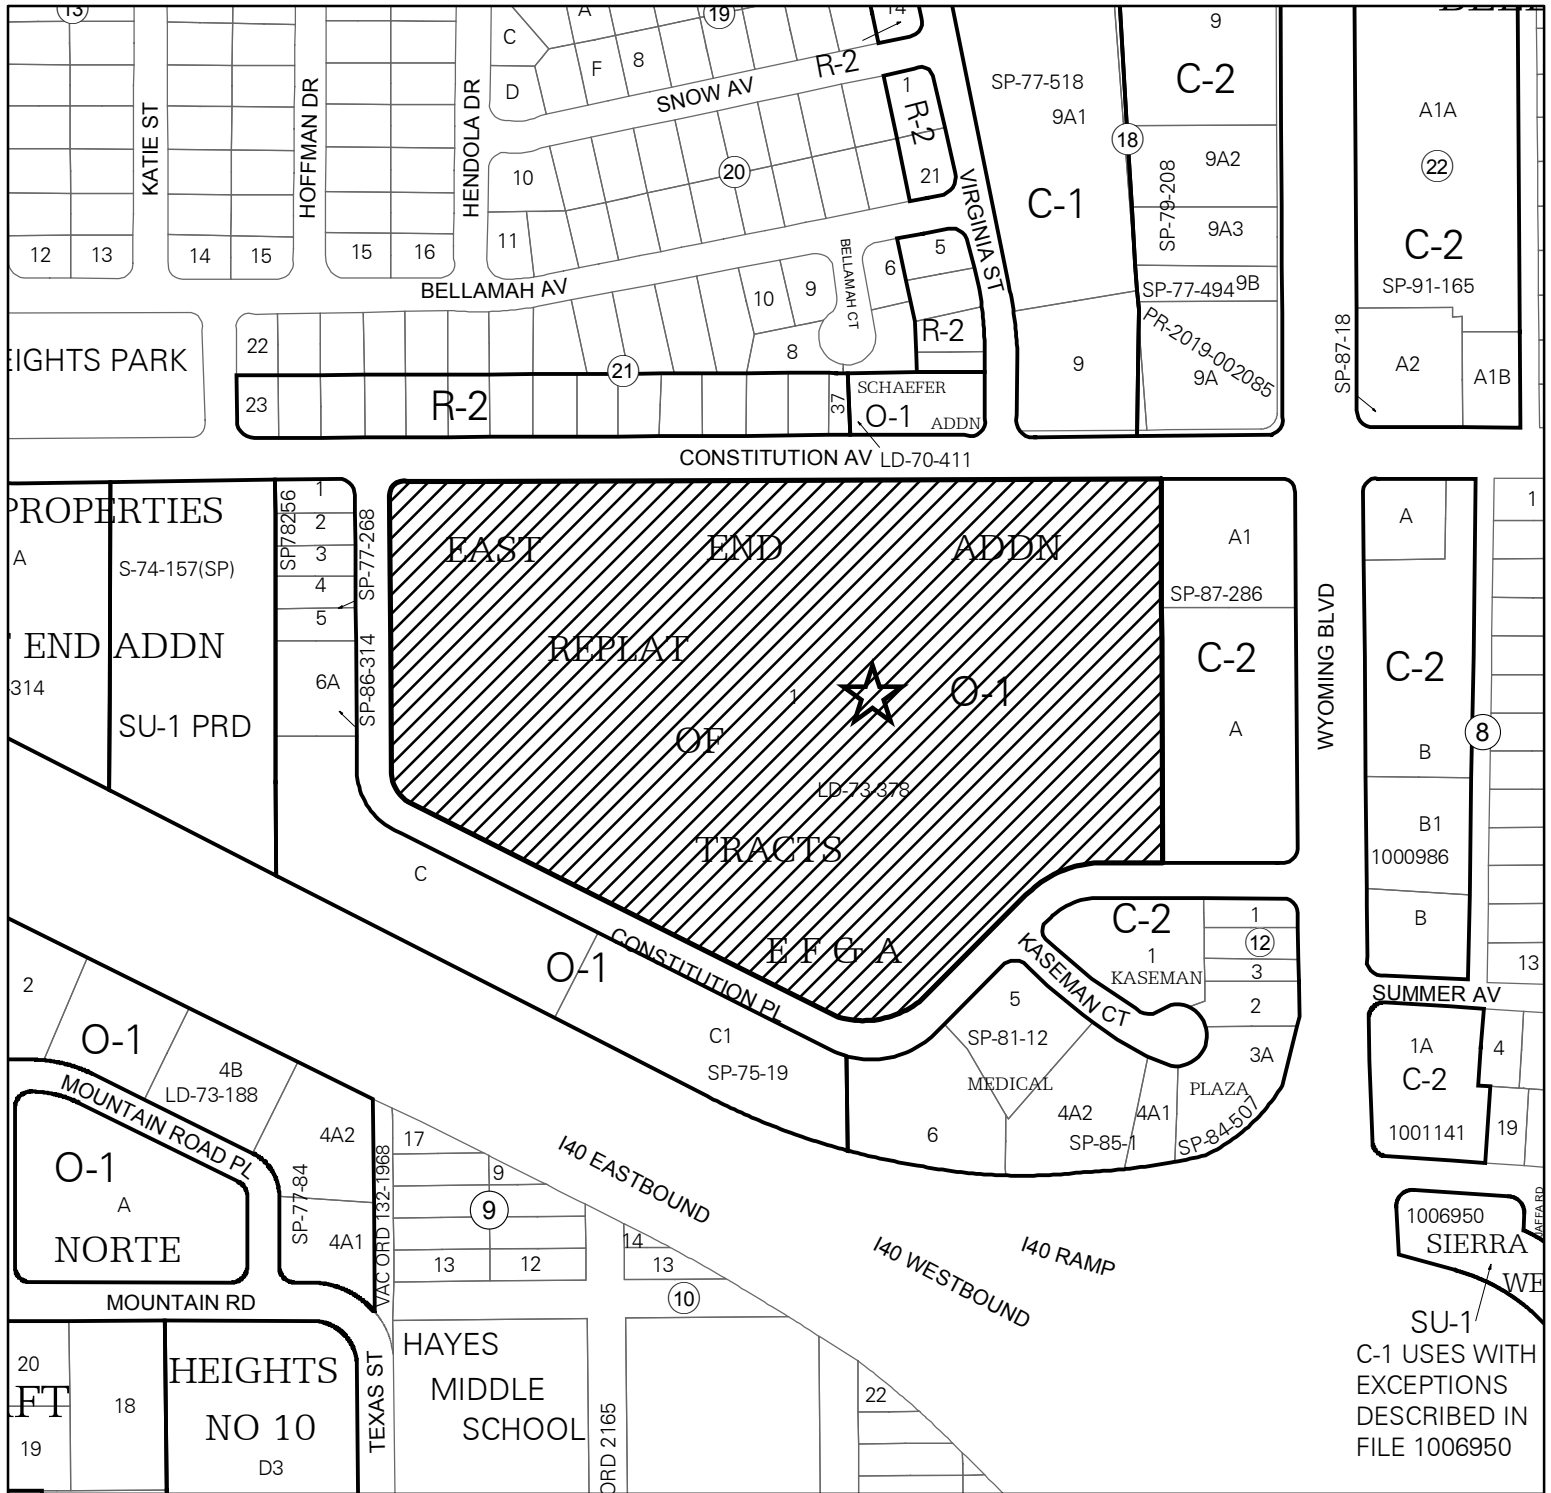 13
A
19
14
C
F
8
D
R-2
SNOW AV
KATIE ST
HOFFMAN DR
HENDOLA DR
10
20
1
R-2
21
11
VIRGINIA ST
12
13
14
15
15
16
BELLAMAH AV
BELLAMAH CT
5
6
10
9
8
R-2
22
21
23
R-2
37
SCHAEFER
O-1
ADDN
CONSTITUTION AV
LD-70-411
SP-77-518
9A1
C-1
9
9
C-2
18
9A2
SP-79-208
9A3
SP-77-494
9B
PR-2019-002085
9A
A1A
22
C-2
SP-91-165
SP-87-18
A2
A1B
EIGHTS PARK
PROPERTIES
A
S-74-157(SP)
END ADDN
314
SU-1 PRD
SP78256
1
2
3
4
5
6A
SP-77-268
SP-86-314
EAST END ADDN
REPLAT
1
O-1
OF
LD-73-378
TRACTS
E F G & A
A1
SP-87-286
C-2
A
WYOMING BLVD
A
C-2
8
B
B1
1000986
B
1
13
SUMMER AV
C
O-1
CONSTITUTION PL
C1
SP-75-19
KASEMAN CT
C-2
1
KASEMAN
1
12
3
2
3A
5
SP-81-12
MEDICAL
PLAZA
4A2
4A1
SP-85-1
SP-84-507
6
1A
C-2
1001141
4
19
2
O-1
4B
LD-73-188
MOUNTAIN ROAD PL
4A2
SP-77-84
4A1
VAC ORD 132-1968
O-1
A
NORTE
MOUNTAIN RD
17
9
9
13
12
14
13
10
I40 EASTBOUND
I40 WESTBOUND
I40 RAMP
1006950
SIERRA
JAFFA RD
WE
SU-1
C-1 USES WITH
EXCEPTIONS
DESCRIBED IN
FILE 1006950
20
18
19
HEIGHTS
NO 10
D3
TEXAS ST
HAYES
MIDDLE
SCHOOL
ORD 2165
22